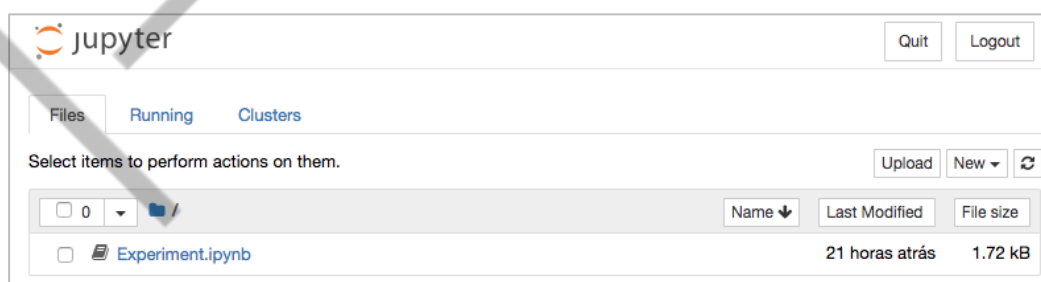 jupyter Quit Logout
Files Running Clusters
Select items to perform actions on them. Upload New
0 / Name Last Modified File size
Experiment.ipynb 21 horas atrás 1.72 kB